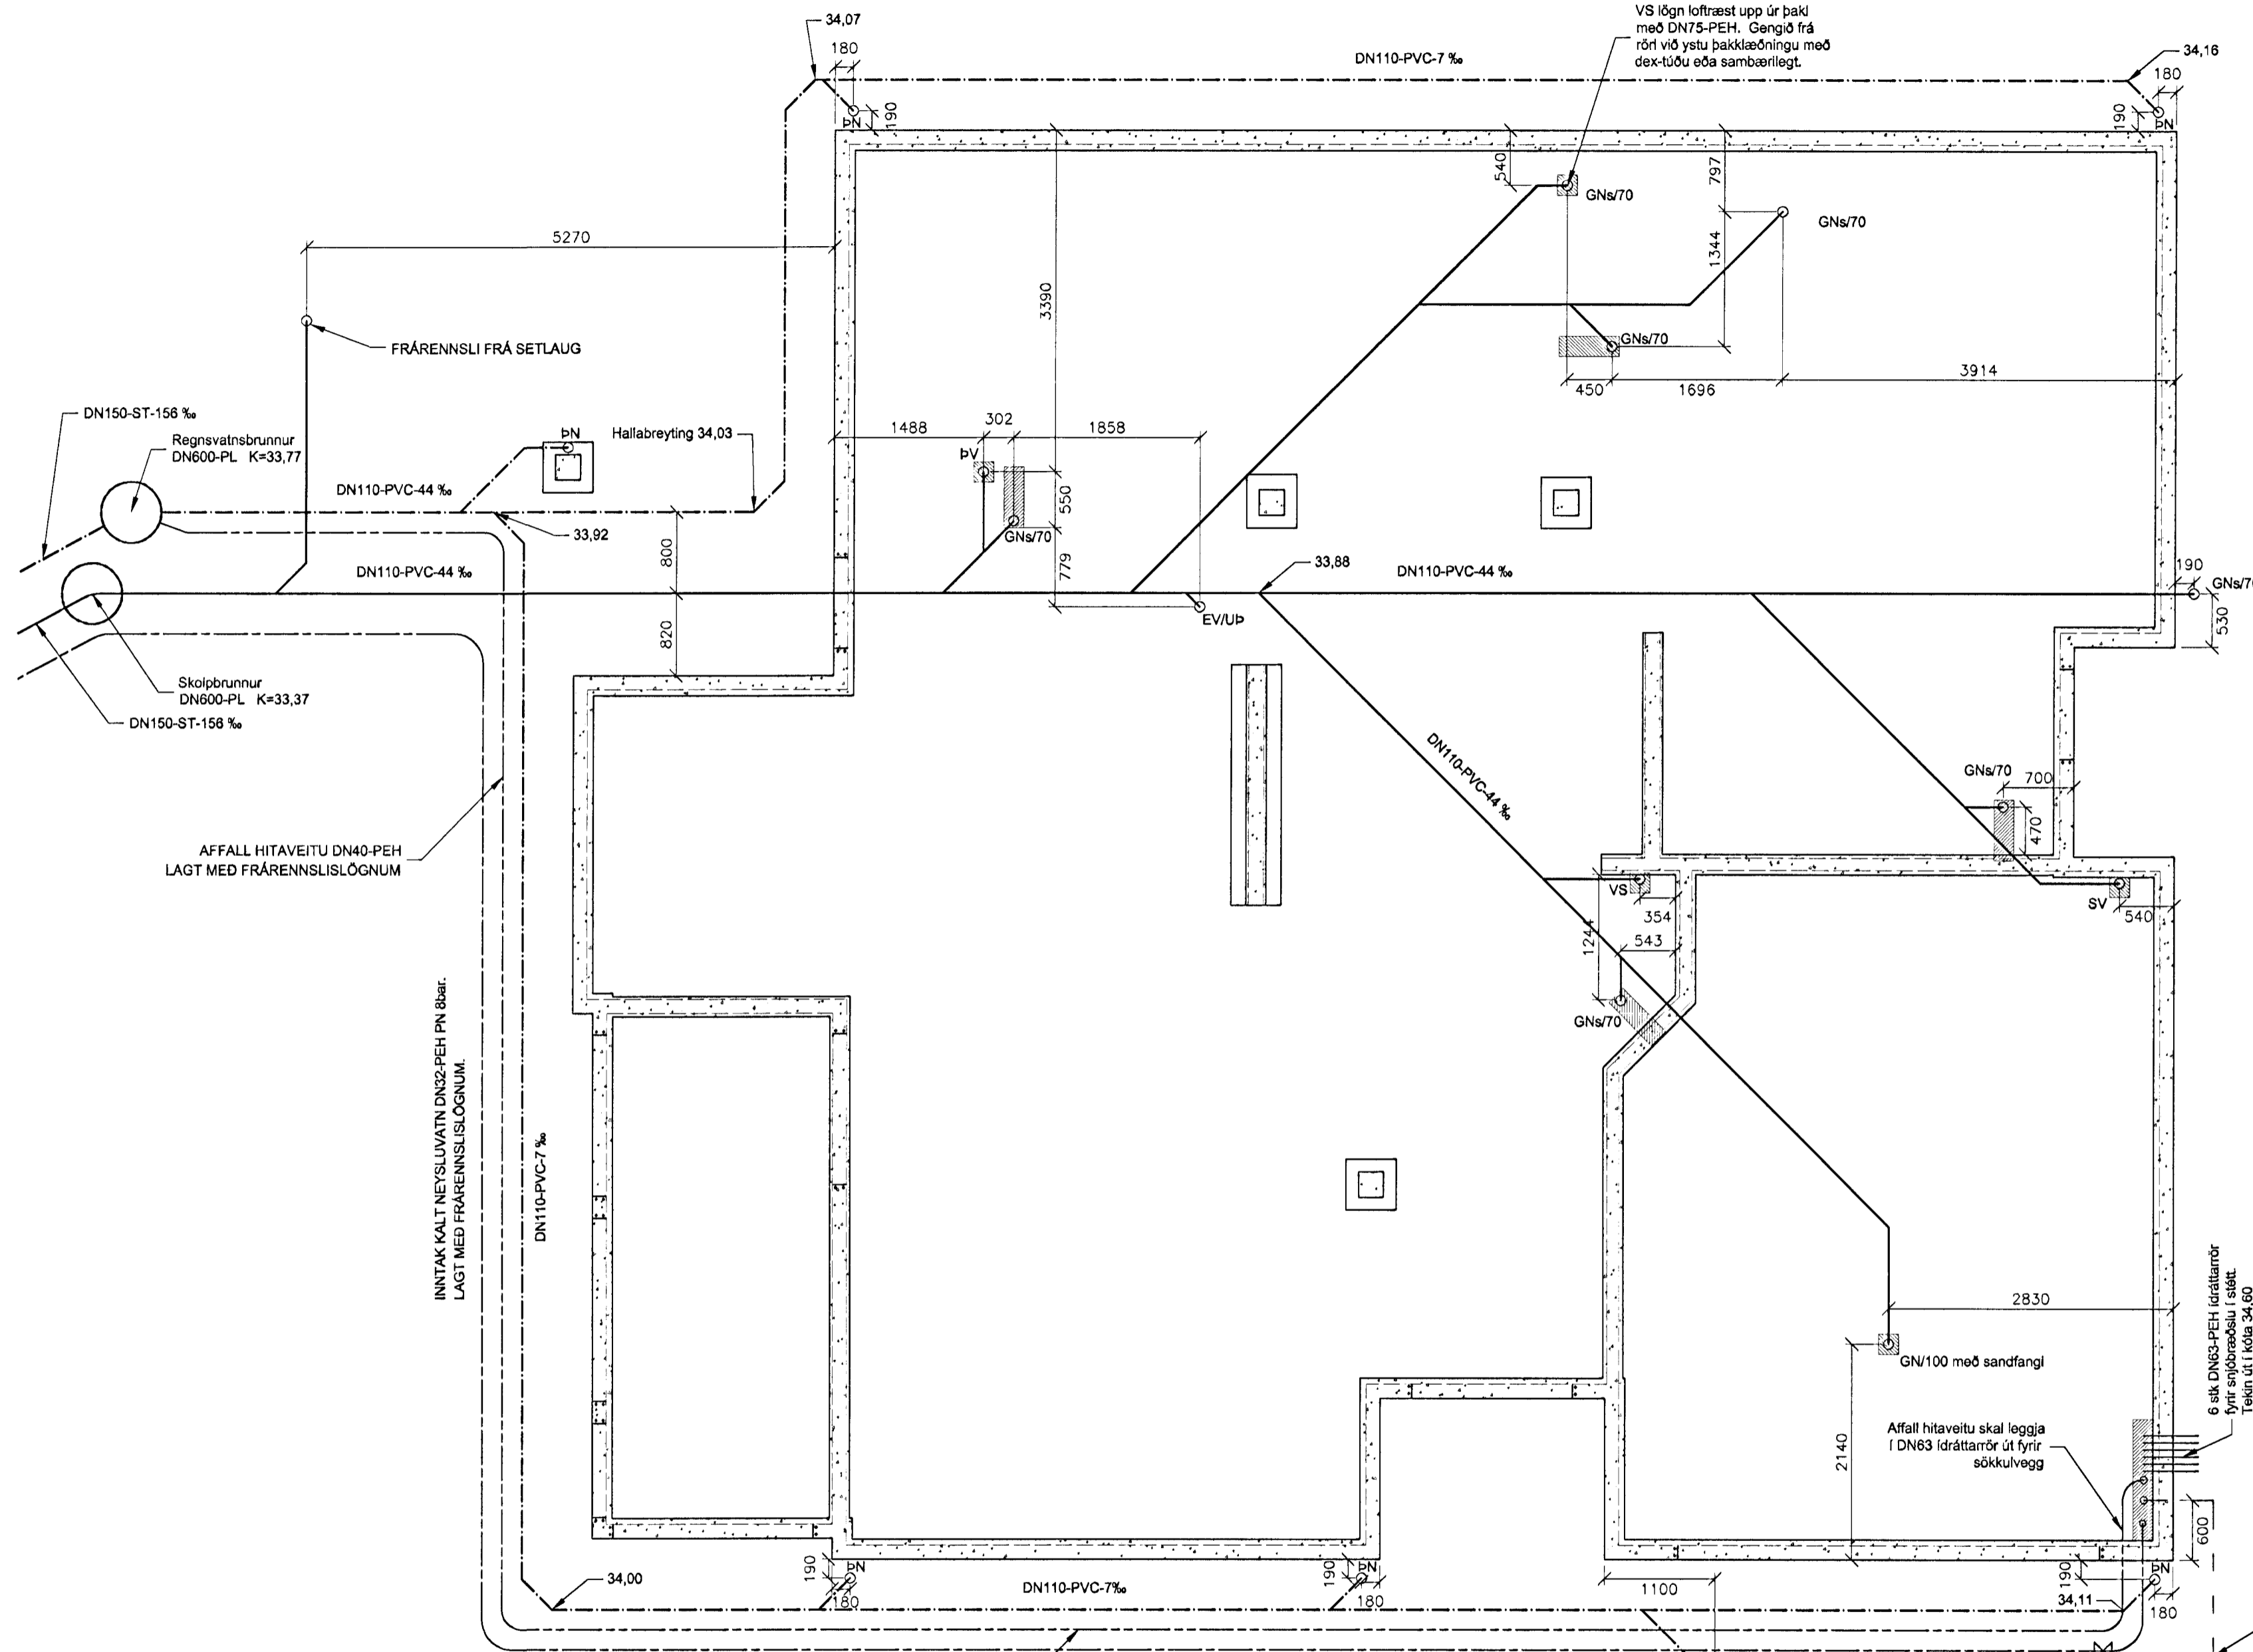 VS lögn loftræst upp úr þaki
með DN75-PEH. Gengið frá
röri við ystu þakklæðningu með
dex-túðu eða sambærilegt.
34,07
180
DN110-PVC-7 ‰
34,16
180
ÞN
190
190
ÞN
540
GNs/70
797
GNs/70
5270
1344
3390
GNs/70
FRÁRENNSLI FRÁ SETLAUG
450
1696
3914
DN150-ST-156 ‰
Regnsvatnsbrunnur
DN600-PL K=33,77
ÞN
Hallabreyting 34,03
1488
302
1858
ÞV
DN110-PVC-44 ‰
550
GNs/70
33,92
800
779
DN110-PVC-44 ‰
33,88
DN110-PVC-44 ‰
190
GNs/70
530
EV/UÞ
820
Skolpbrunnur
DN600-PL K=33,37
DN150-ST-156 ‰
DN110-PVC-44 ‰
GNs/70
700
470
AFFALL HITAVEITU DN40-PEH
LAGT MEÐ FRÁRENNSLISLÖGNUM
VS
354
SV
540
1244
543
GNs/70
INNTAK KALT NEYSLUVATN DN32-PEH PN 8bar.
LAGT MEÐ FRÁRENNSLISLÖGNUM.
DN110-PVC-7 ‰
2830
6 stk DN63-PEH ídráttarrör
fyrir snjóbræðslu í stétt.
Tekin út í kóta 34,60
GN/100 með sandfangi
2140
Affall hitaveitu skal leggja
í DN63 ídráttarrör út fyrir
sökkulvegg
600
34,00
190
ÞN
180
DN110-PVC-7‰
190
ÞN
180
1100
190
ÞN
34,11
180